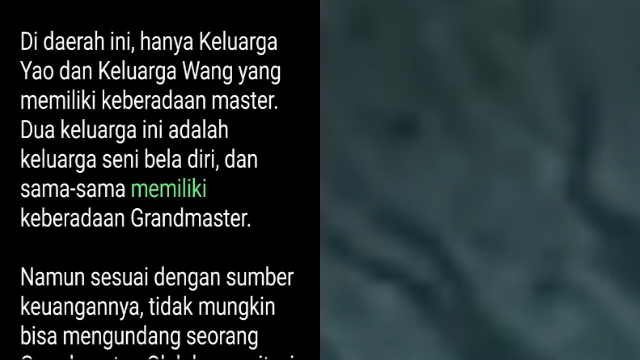 Di daerah ini, hanya Keluarga
Yao dan Keluarga Wang yang
memiliki keberadaan master.
Dua keluarga ini adalah
keluarga seni bela diri, dan
sama-sama memiliki
keberadaan Grandmaster.
Namun sesuai dengan sumber
keuangannya, tidak mungkin
bisa mengundang seorang